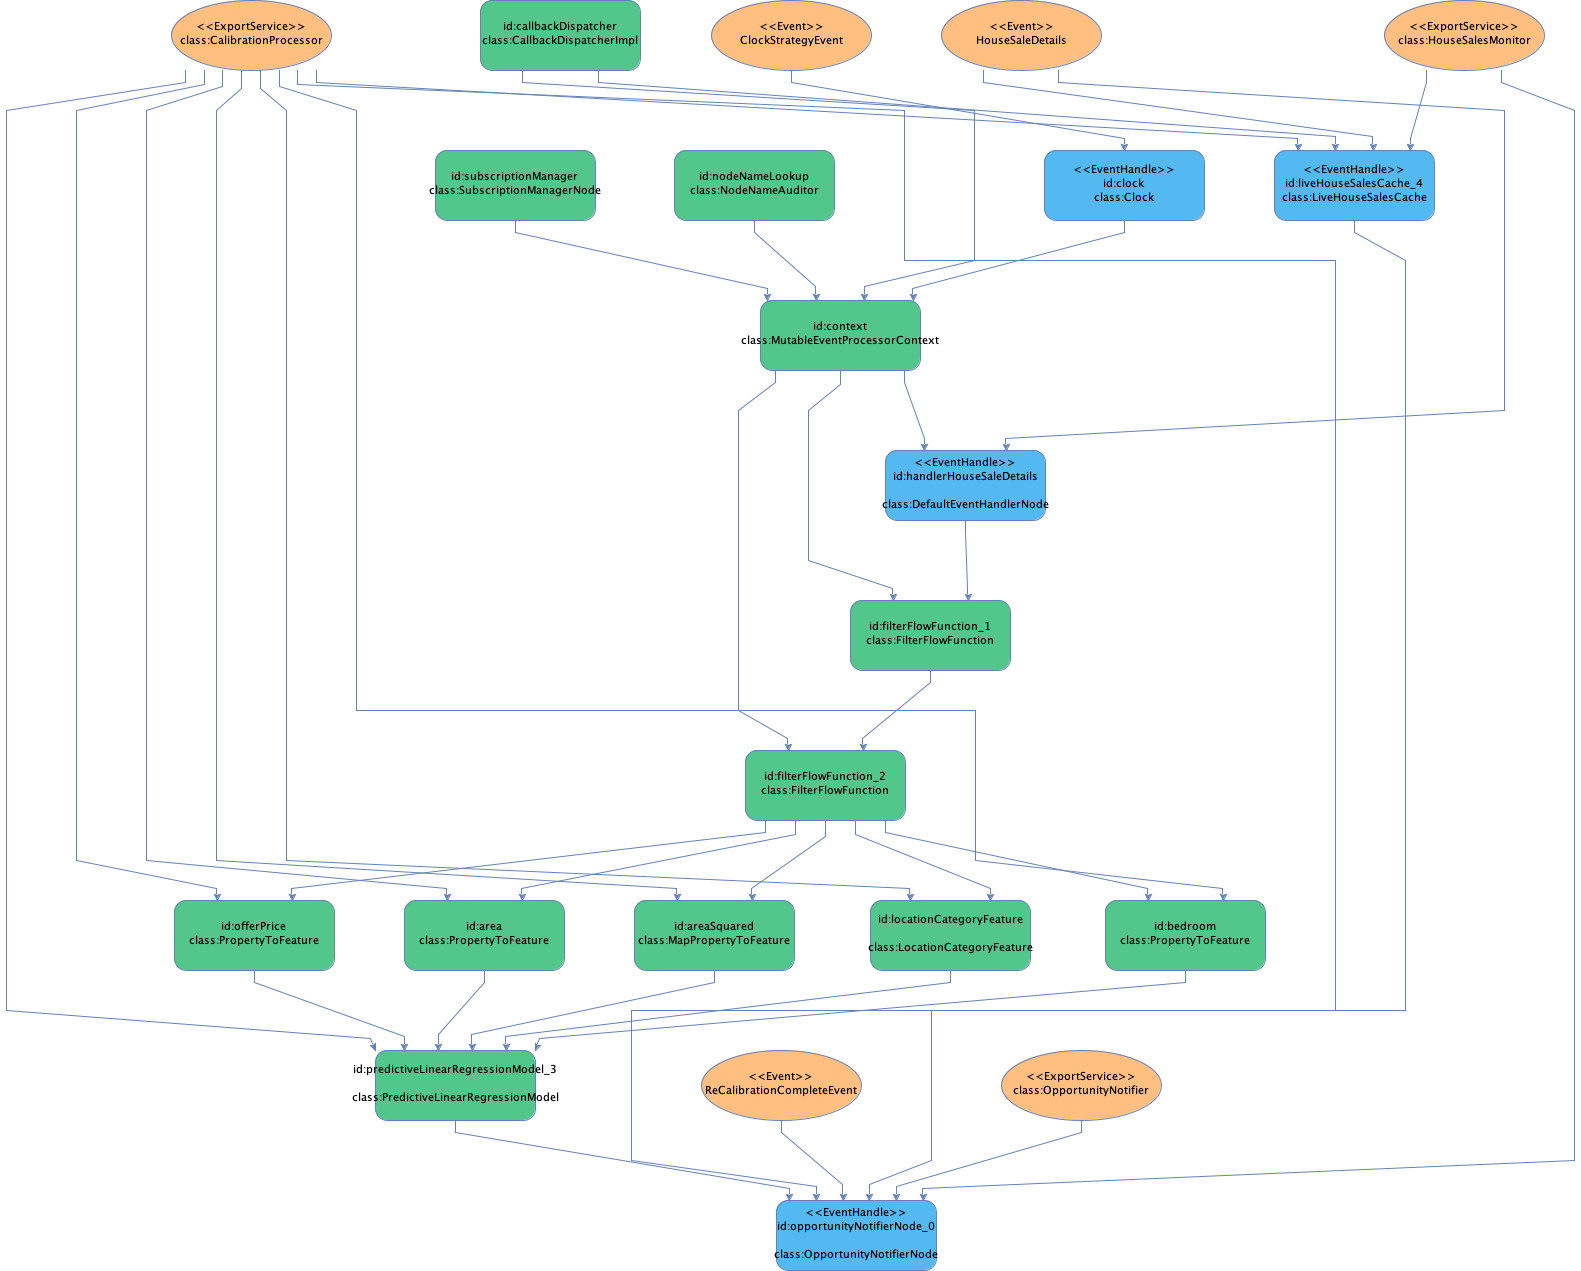 <<ExportService>>
class:CalibrationProcessor
id:callbackDispatcher
class:CallbackDispatcherImpl
<<Event>>
ClockStrategyEvent
<<Event>>
HouseSaleDetails
<<ExportService>>
class:HouseSalesMonitor
id:subscriptionManager
class:SubscriptionManagerNode
id:nodeNameLookup
class:NodeNameAuditor
<<EventHandle>>
id:clock
class:Clock
<<EventHandle>>
id:liveHouseSalesCache_4
class:LiveHouseSalesCache
id:context
class:MutableEventProcessorContext
<<EventHandle>>
id:handlerHouseSaleDetails
class:DefaultEventHandlerNode
id:filterFlowFunction_1
class:FilterFlowFunction
id:filterFlowFunction_2
class:FilterFlowFunction
id:offerPrice
class:PropertyToFeature
id:area
class:PropertyToFeature
id:areaSquared
class:MapPropertyToFeature
id:locationCategoryFeature
class:LocationCategoryFeature
id:bedroom
class:PropertyToFeature
id:predictiveLinearRegressionModel_3
class:PredictiveLinearRegressionModel
<<Event>>
ReCalibrationCompleteEvent
<<ExportService>>
class:OpportunityNotifier
<<EventHandle>>
id:opportunityNotifierNode_0
class:OpportunityNotifierNode